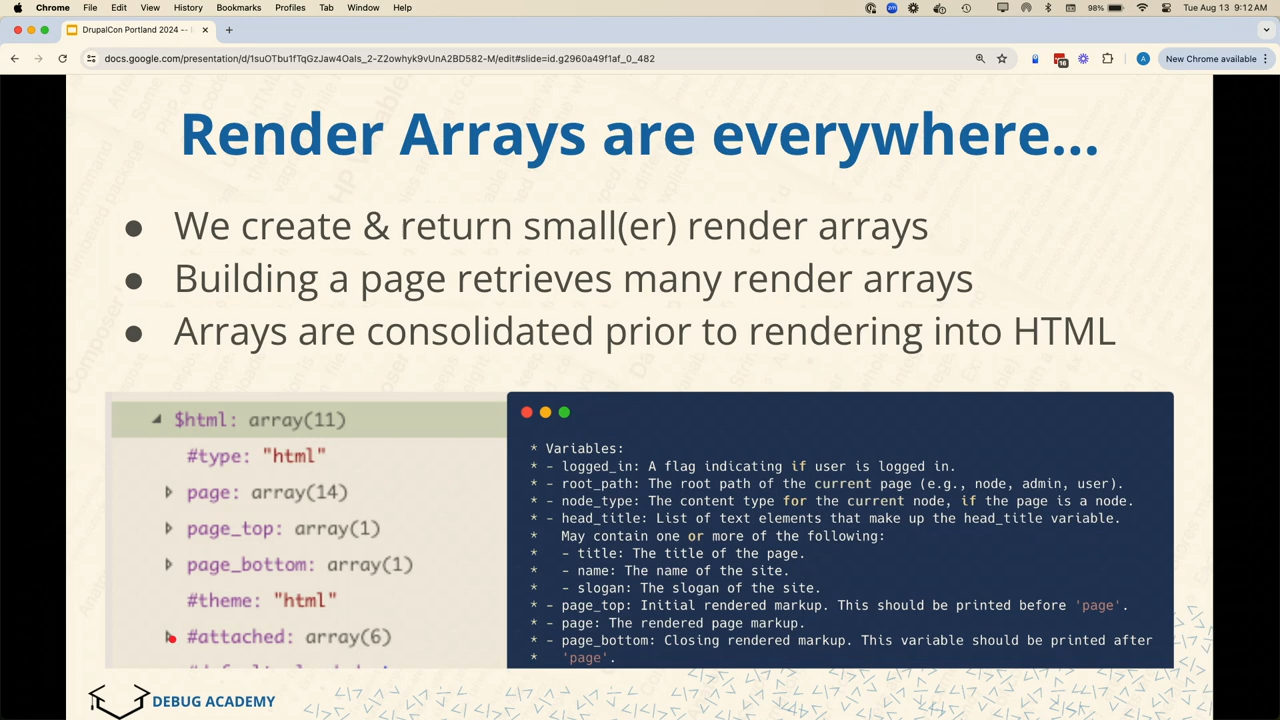 Chrome File Edit View History Bookmarks Profiles Tab Window Help 98% Tue Aug 13 9:12 AM
DrupalCon Portland 2024 --
docs.google.com/presentation/d/1suOTbu1fTqGzJaw4OaIs_2-Z2owhyk9vUnA2BD582-M/edit#slide=id.g2960a49f1af_0_482
16
A
New Chrome available
Render Arrays are everywhere...
● We create & return small(er) render arrays
● Building a page retrieves many render arrays
● Arrays are consolidated prior to rendering into HTML
$html: array(11)
#type: "html"
page: array(14)
page_top: array(1)
page_bottom: array(1)
#theme: "html"
#attached: array(6)
* Variables:
* - logged_in: A flag indicating if user is logged in.
* - root_path: The root path of the current page (e.g., node, admin, user).
* - node_type: The content type for the current node, if the page is a node.
* - head_title: List of text elements that make up the head_title variable.
*   May contain one or more of the following:
*   - title: The title of the page.
*   - name: The name of the site.
*   - slogan: The slogan of the site.
* - page_top: Initial rendered markup. This should be printed before 'page'.
* - page: The rendered page markup.
* - page_bottom: Closing rendered markup. This variable should be printed after
*   'page'.
DEBUG ACADEMY